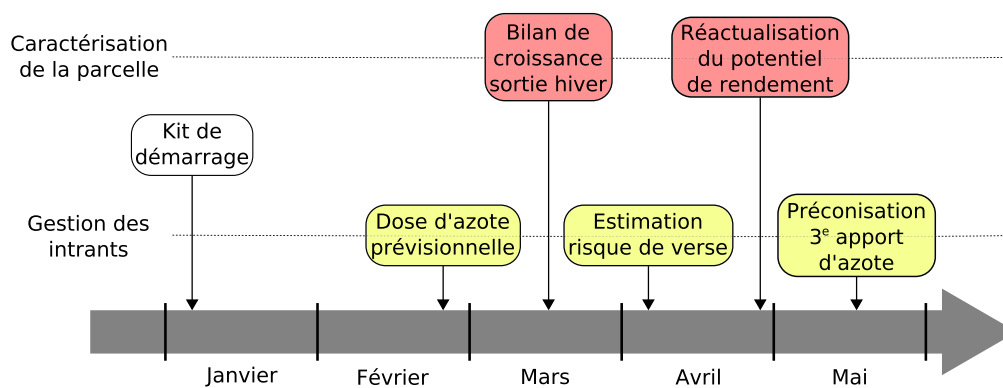 Caractérisation
de la parcelle
Bilan de
croissance
sortie hiver
Réactualisation
du potentiel
de rendement
Kit de
démarrage
Gestion des
intrants
Dose d'azote
prévisionnelle
Estimation
risque de verse
Préconisation
3e apport
d'azote
Janvier
Février
Mars
Avril
Mai